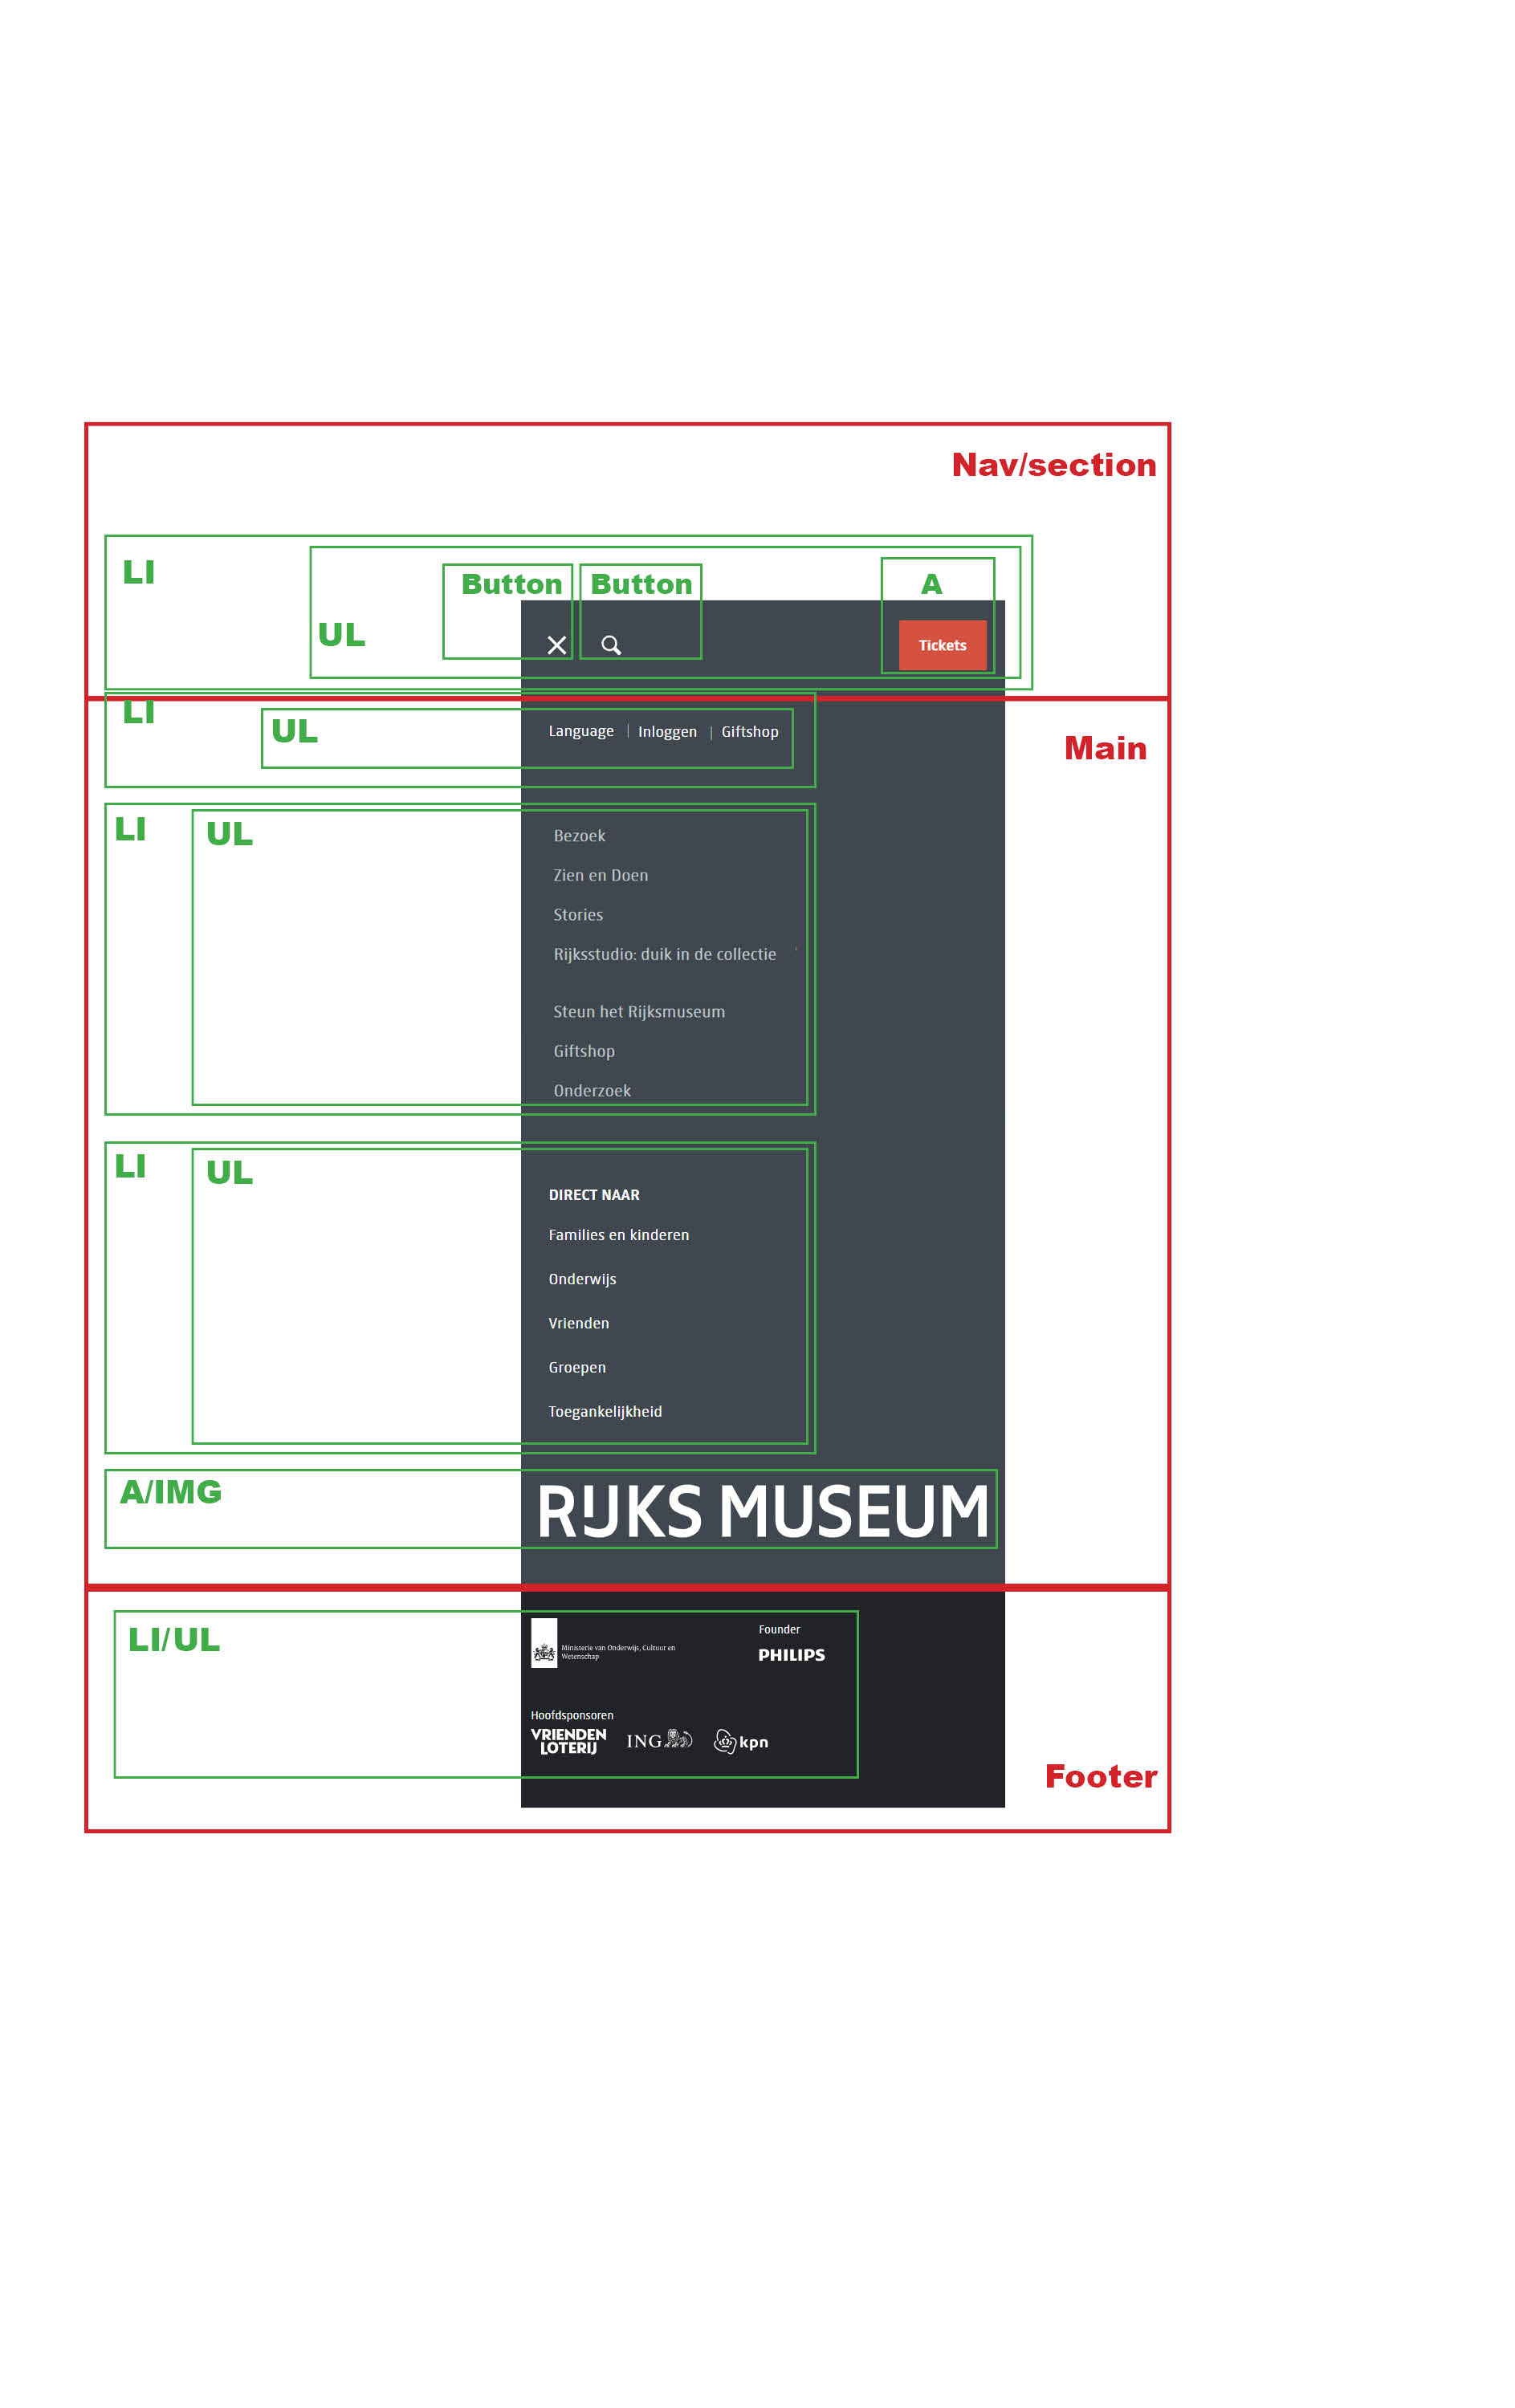 Nav/section
LI
Button
Button
A
UL
Tickets
LI
UL
Language | Inloggen | Giftshop
Main
LI
UL
Bezoek
Zien en Doen
Stories
Rijksstudio: duik in de collectie
Steun het Rijksmuseum
Giftshop
Onderzoek
LI
UL
DIRECT NAAR
Families en kinderen
Onderwijs
Vrienden
Groepen
Toegankelijkheid
A/IMG
RIJKS MUSEUM
LI/UL
Ministerie van Onderwijs, Cultuur en
Wetenschap
Founder
PHILIPS
Hoofdsponsoren
VRIENDEN
LOTERIJ
ING
kpn
Footer